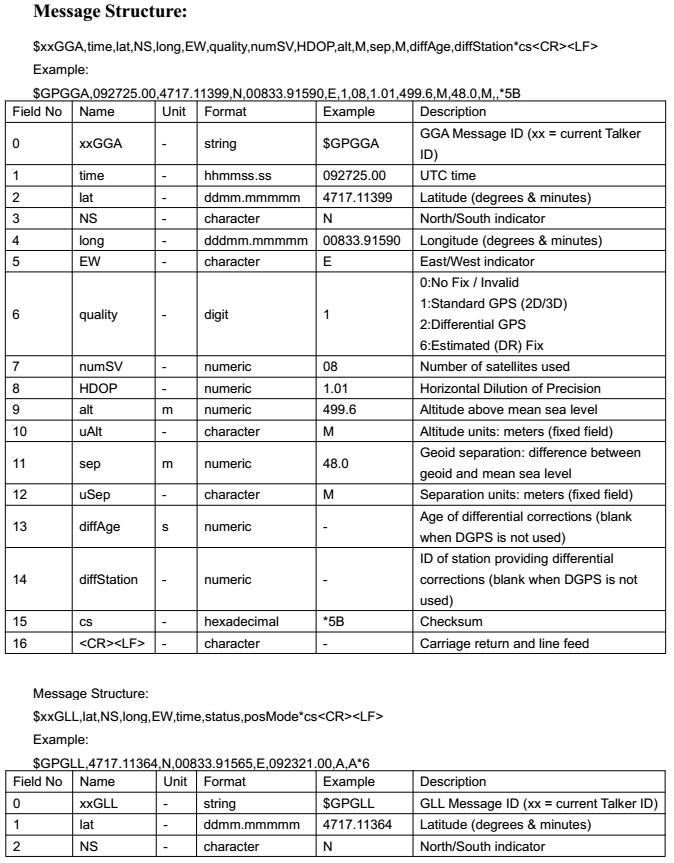 Message Structure:
$xxGGA,time,lat,NS,long,EW,quality,numSV,HDOP,alt,M,sep,M,diffAge,diffStation*cs<CR><LF>
Example:
$GPGGA,092725.00,4717.11399,N,00833.91590,E,1,08,1.01,499.6,M,48.0,M,,*5B
Field No Name Unit Format Example Description
0 xxGGA - string $GPGGA GGA Message ID (xx = current Talker
ID)
1 time - hhmmss.ss 092725.00 UTC time
2 lat - ddmm.mmmmm 4717.11399 Latitude (degrees & minutes)
3 NS - character N North/South indicator
4 long - dddmm.mmmmm 00833.91590 Longitude (degrees & minutes)
5 EW - character E East/West indicator
6 quality - digit 1 0:No Fix / Invalid
1:Standard GPS (2D/3D)
2:Differential GPS
6:Estimated (DR) Fix
7 numSV - numeric 08 Number of satellites used
8 HDOP - numeric 1.01 Horizontal Dilution of Precision
9 alt m numeric 499.6 Altitude above mean sea level
10 uAlt - character M Altitude units: meters (fixed field)
11 sep m numeric 48.0 Geoid separation: difference between
geoid and mean sea level
12 uSep - character M Separation units: meters (fixed field)
13 diffAge s numeric - Age of differential corrections (blank
when DGPS is not used)
14 diffStation - numeric - ID of station providing differential
corrections (blank when DGPS is not
used)
15 cs - hexadecimal *5B Checksum
16 <CR><LF> - character - Carriage return and line feed
Message Structure:
$xxGLL,lat,NS,long,EW,time,status,posMode*cs<CR><LF>
Example:
$GPGLL,4717.11364,N,00833.91565,E,092321.00,A,A*6
Field No Name Unit Format Example Description
0 xxGLL - string $GPGLL GLL Message ID (xx = current Talker ID)
1 lat - ddmm.mmmmm 4717.11364 Latitude (degrees & minutes)
2 NS - character N North/South indicator